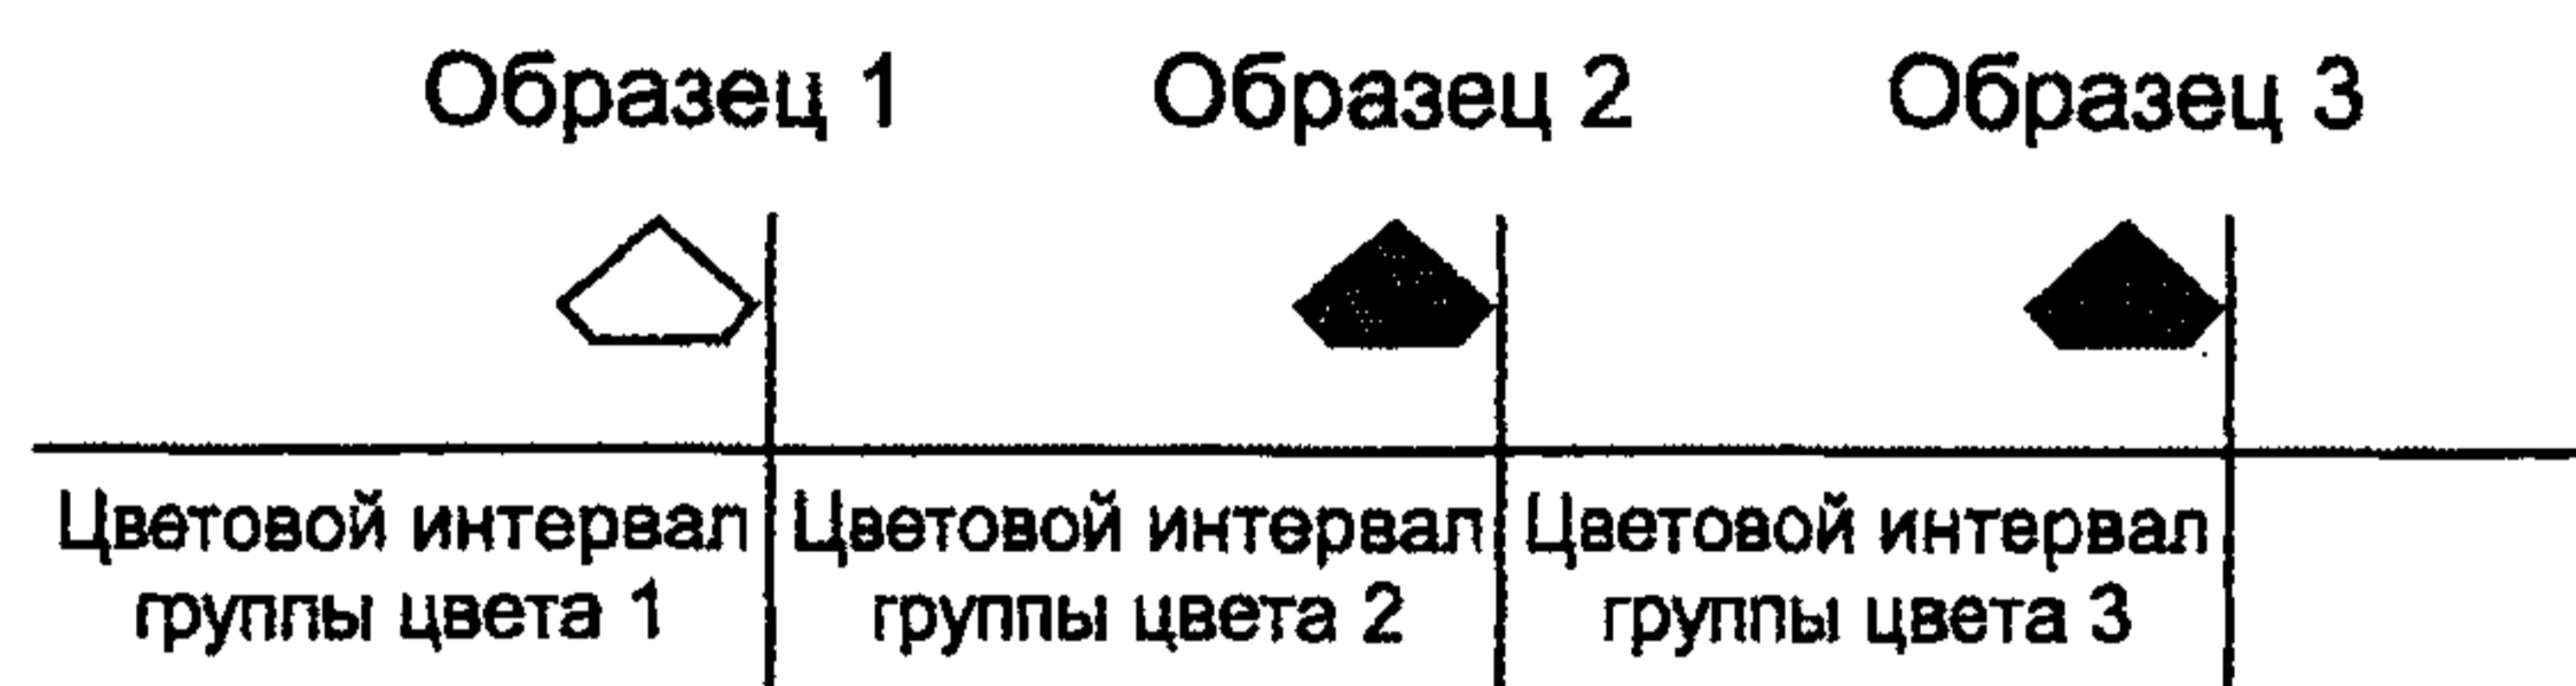 Образец 1 Образец 2 Образец 3
Цветовой интервал Цветовой интервал Цветовой интервал
группы цвета 1 группы цвета 2 группы цвета 3